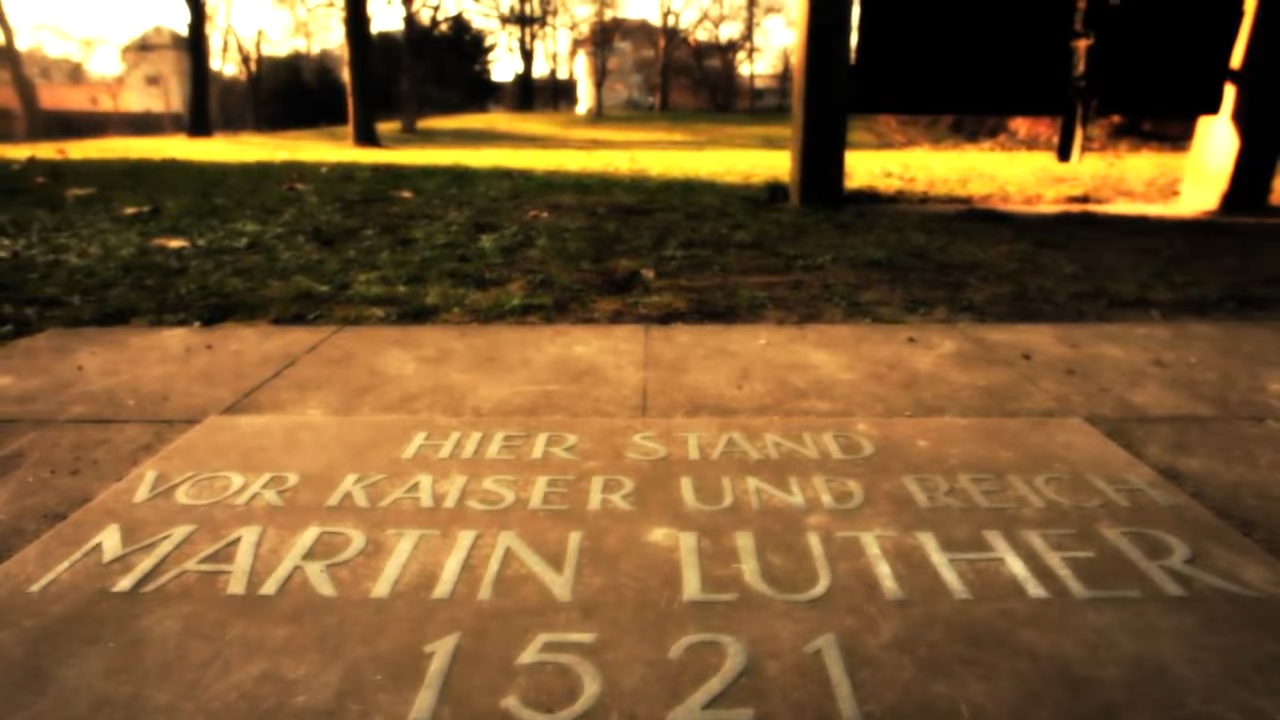 HIER STAND
VOR KAISER UND REICH
MARTIN LUTHER
1521